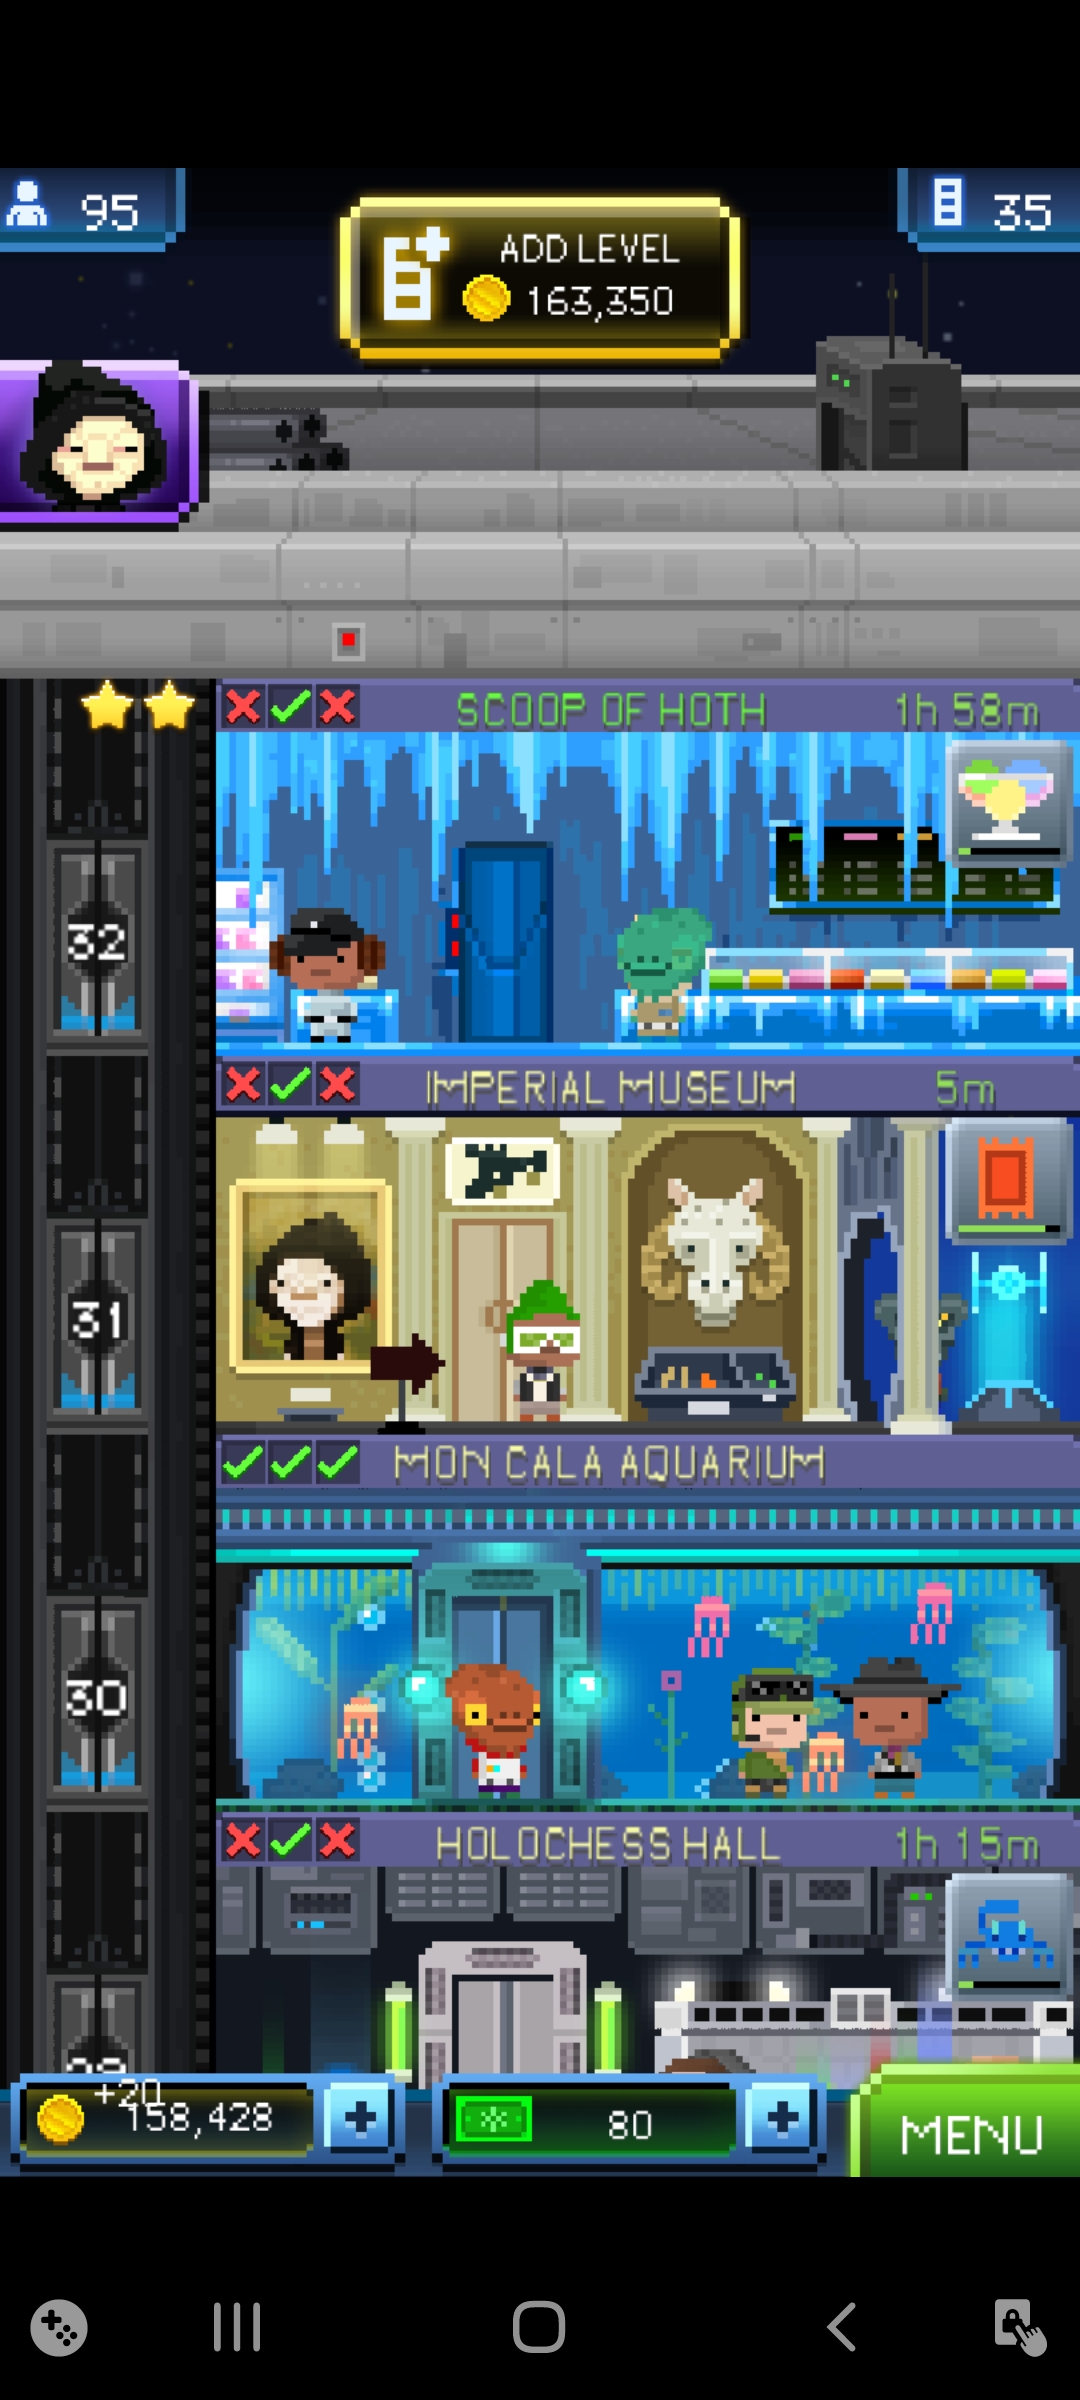 95
ADD LEVEL
163,350
35
SCOOP OF HOTH 1h 58m
32
IMPERIAL MUSEUM 5m
31
MON CALA AQUARIUM
30
HOLOCHESS HALL 1h 15m
+20
158,428
80
MENU